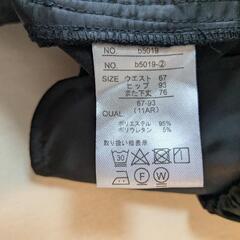 NO. b5019
NO. b5019-②
SIZE ウエスト 67
ヒップ 93
また下丈 76
67-93
(11AR)
QUAL
ポリエステル 95%
ポリウレタン 5%
取り扱い絵表示
30
F W